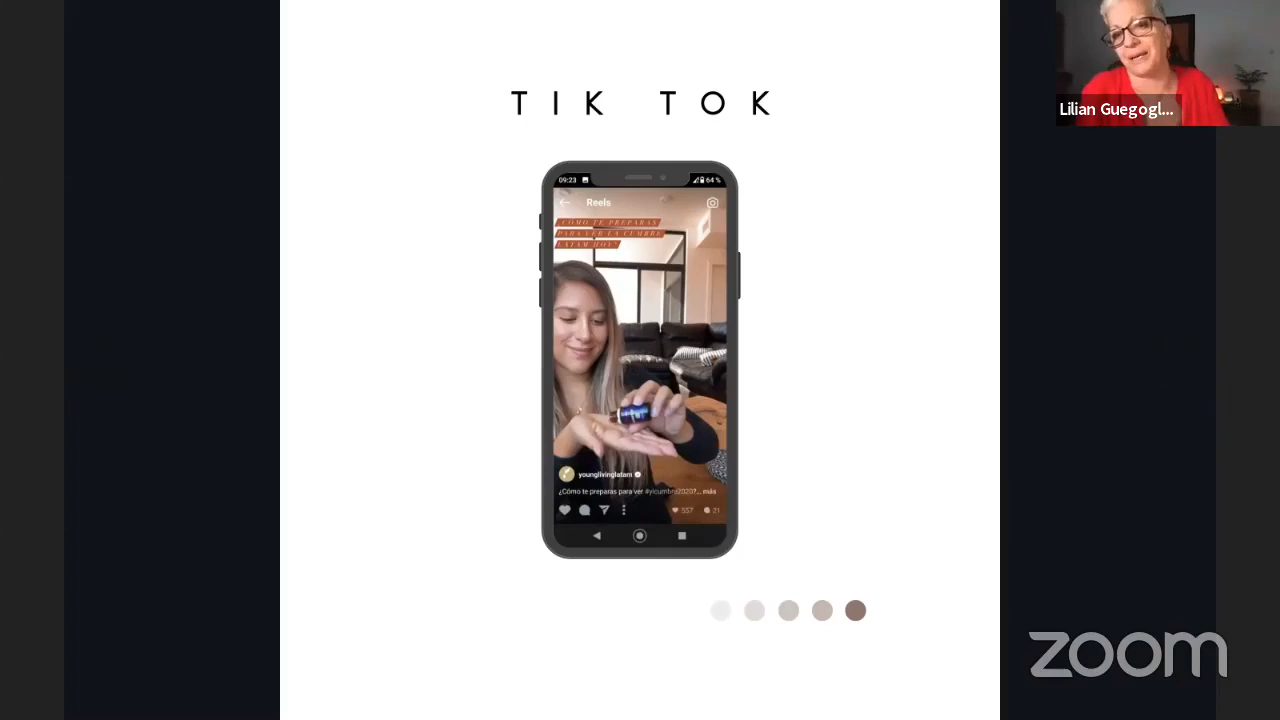 TIK TOK
Lilian Guegogl...
09:23
64 %
Reels
¿CÓMO TE PREPARAS
PARA VER LA CUMBRE
LATAM HOY?
younglivinglatam
¿Cómo te preparas para ver #ylcumbre2020?... más
557
21
zoom